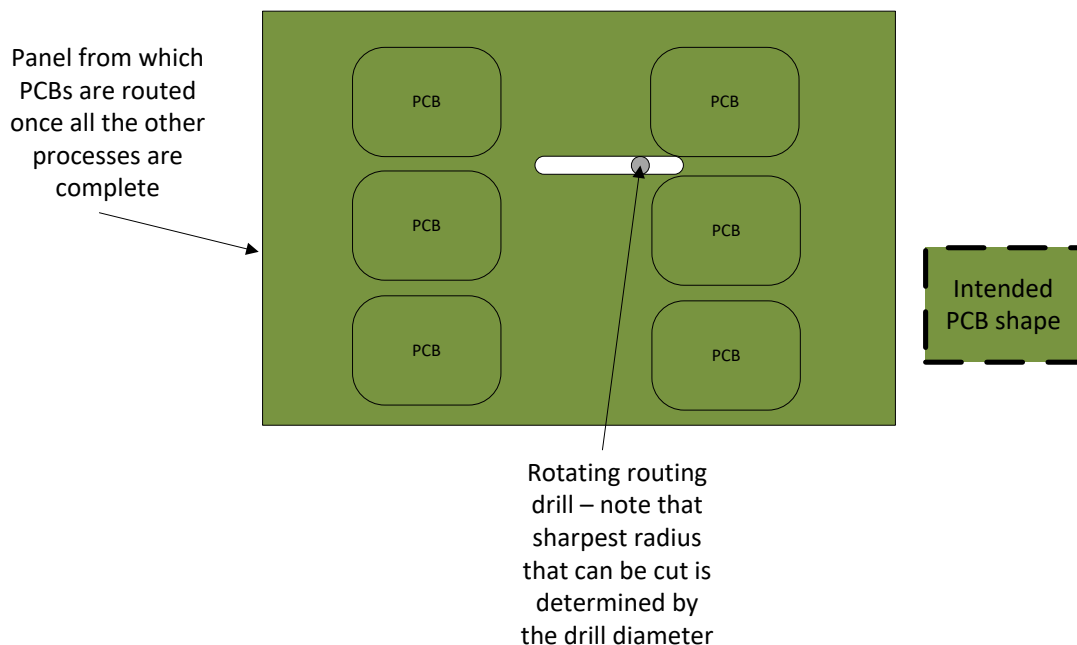 Panel from which
PCBs are routed
once all the other
processes are
complete
PCB
PCB
PCB
PCB
PCB
PCB
Intended
PCB shape
Rotating routing
drill – note that
sharpest radius
that can be cut is
determined by
the drill diameter